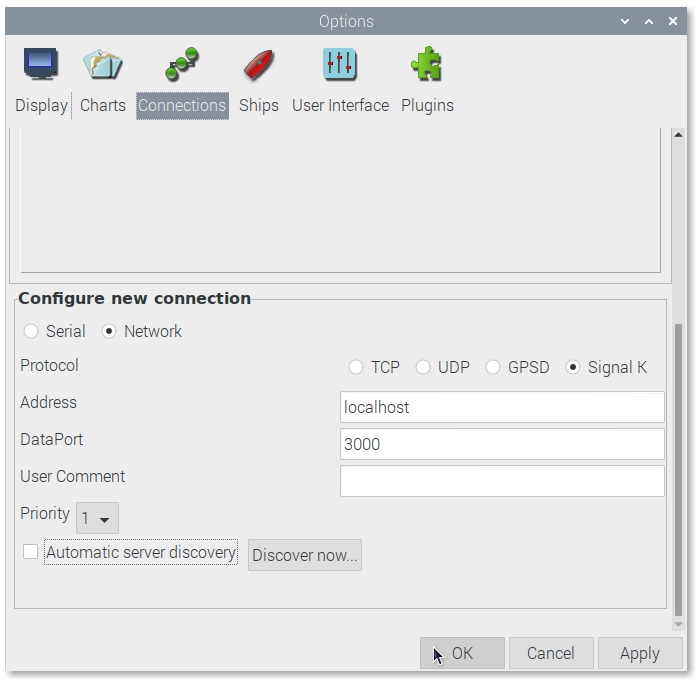 Options
Display Charts Connections Ships User Interface Plugins
Configure new connection
Serial Network
Protocol TCP UDP GPSD Signal K
Address localhost
DataPort 3000
User Comment
Priority 1
Automatic server discovery Discover now...
OK Cancel Apply